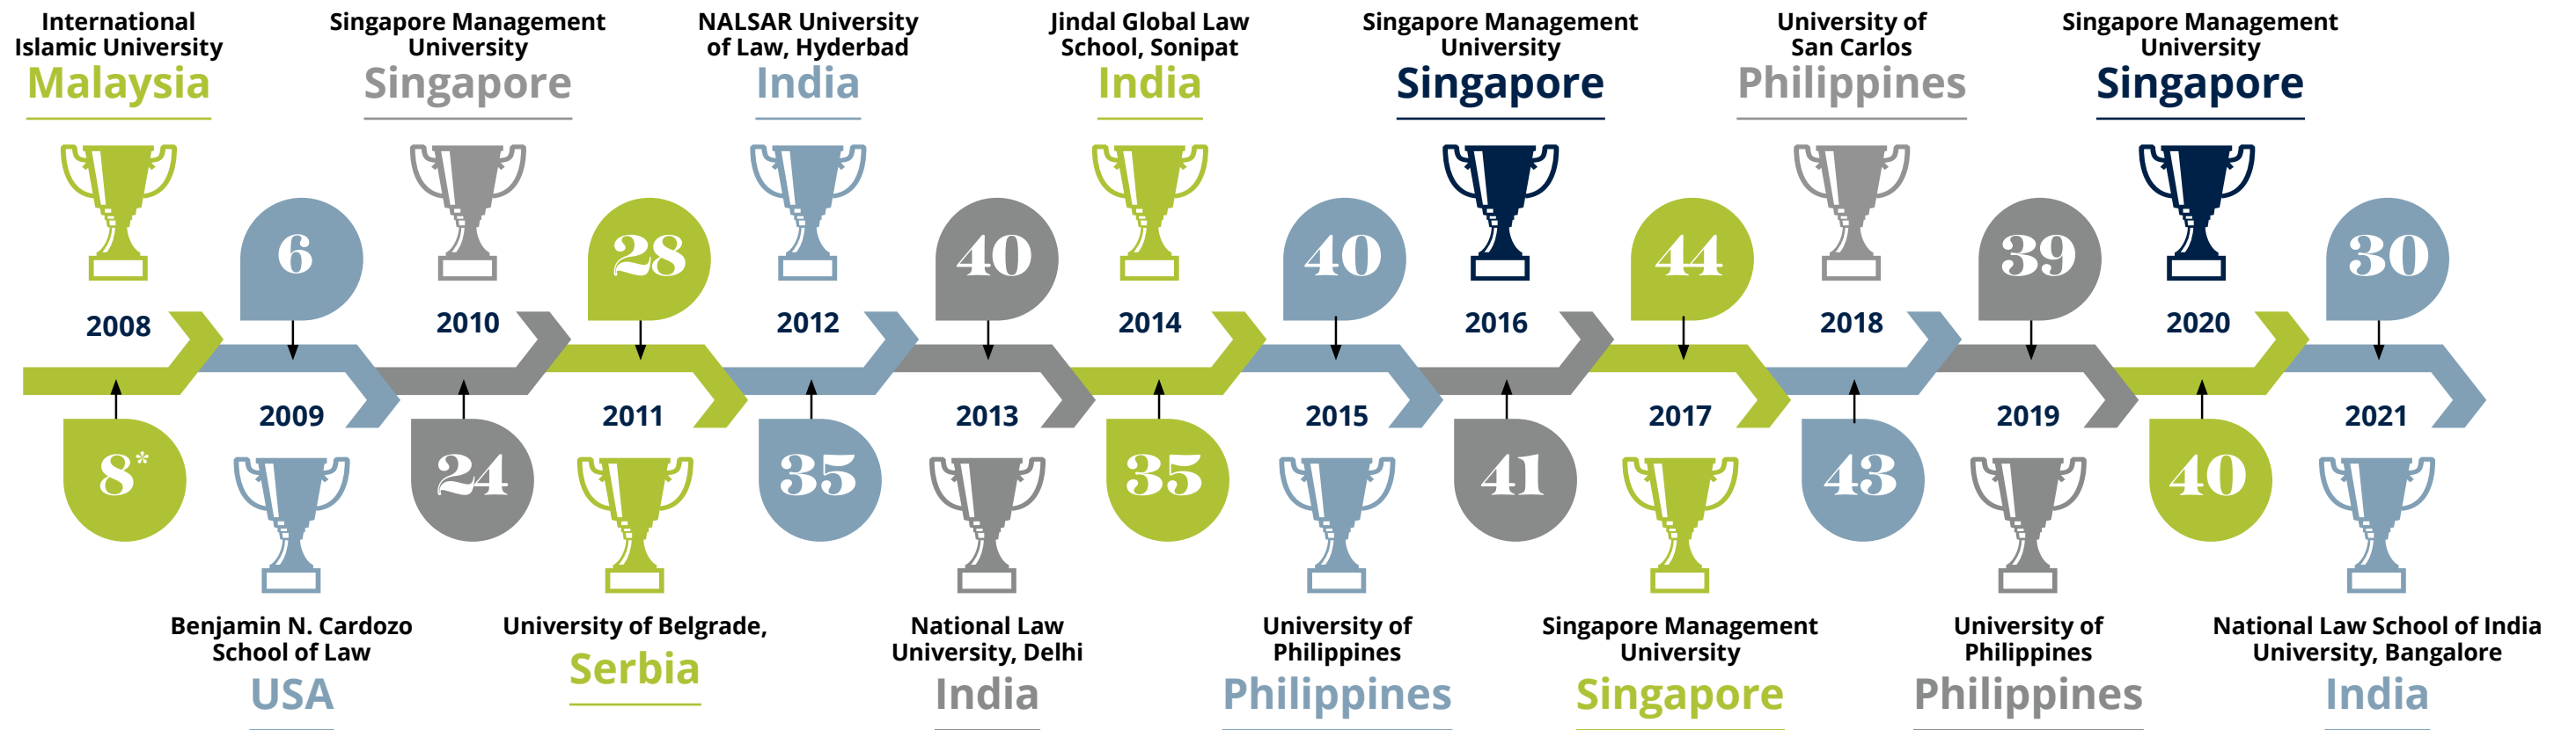 International
Islamic University
Malaysia
Singapore Management
University
Singapore
NALSAR University
of Law, Hyderbad
India
Jindal Global Law
School, Sonipat
India
Singapore Management
University
Singapore
University of
San Carlos
Philippines
Singapore Management
University
Singapore
6
28
40
40
44
39
30
2008
2010
2012
2014
2016
2018
2020
2009
2011
2013
2015
2017
2019
2021
8*
24
35
35
41
43
40
Benjamin N. Cardozo
School of Law
USA
University of Belgrade,
Serbia
National Law
University, Delhi
India
University of
Philippines
Philippines
Singapore Management
University
Singapore
University of
Philippines
Philippines
National Law School of India
University, Bangalore
India